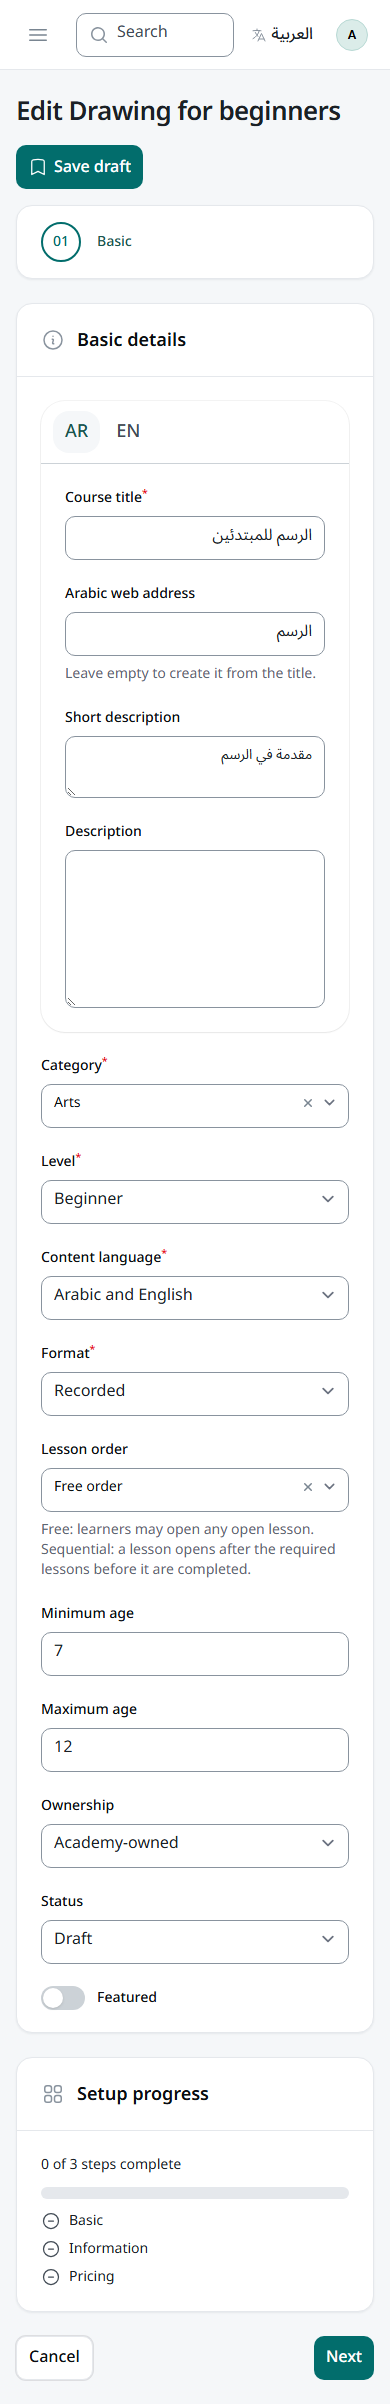 Search
العربية
A
Edit Drawing for beginners
Save draft
01
Basic
Basic details
AR
EN
Course title*
الرسم للمبتدئين
Arabic web address
الرسم
Leave empty to create it from the title.
Short description
مقدمة في الرسم
Description
Category*
Arts
Level*
Beginner
Content language*
Arabic and English
Format*
Recorded
Lesson order
Free order
Free: learners may open any open lesson.
Sequential: a lesson opens after the required
lessons before it are completed.
Minimum age
7
Maximum age
12
Ownership
Academy-owned
Status
Draft
Featured
Setup progress
0 of 3 steps complete
Basic
Information
Pricing
Cancel
Next